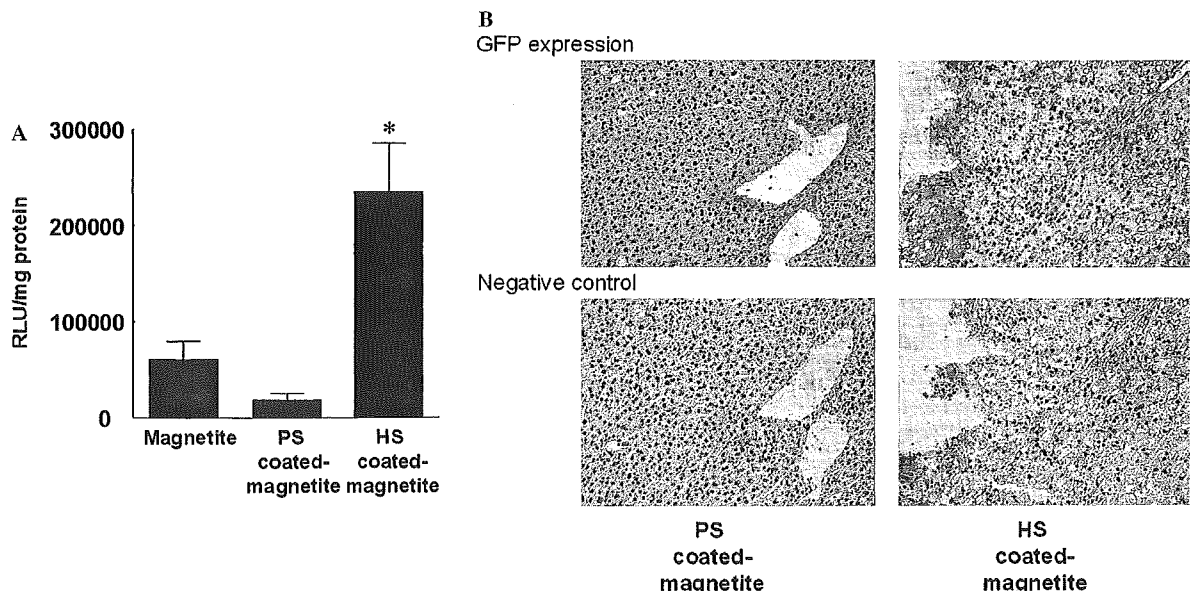 A
RLU/mg protein
300000
200000
100000
0
*
Magnetite
PS
coated-
magnetite
HS
coated-
magnetite
B
GFP expression
Negative control
PS
coated-
magnetite
HS
coated-
magnetite